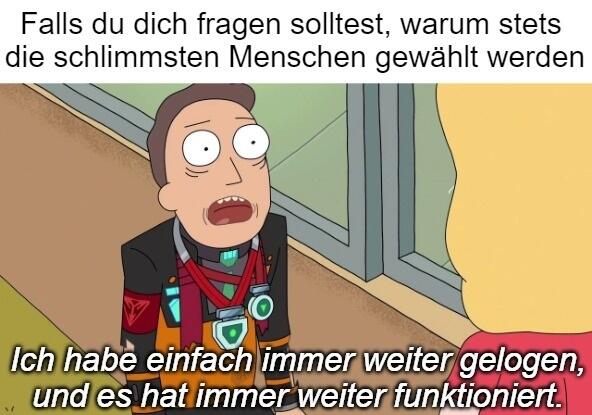 Falls du dich fragen solltest, warum stets
die schlimmsten Menschen gewählt werden
Ich habe einfach immer weiter gelogen,
und es hat immer weiter funktioniert.